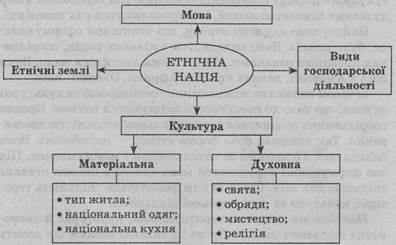 Мова
Етнічні землі
ЕТНІЧНА
НАЦІЯ
Види
господарської
діяльності
Культура
Матеріальна
Духовна
• тип житла;
• національний одяг;
• національна кухня
• свята;
• обряди;
• мистецтво;
• релігія